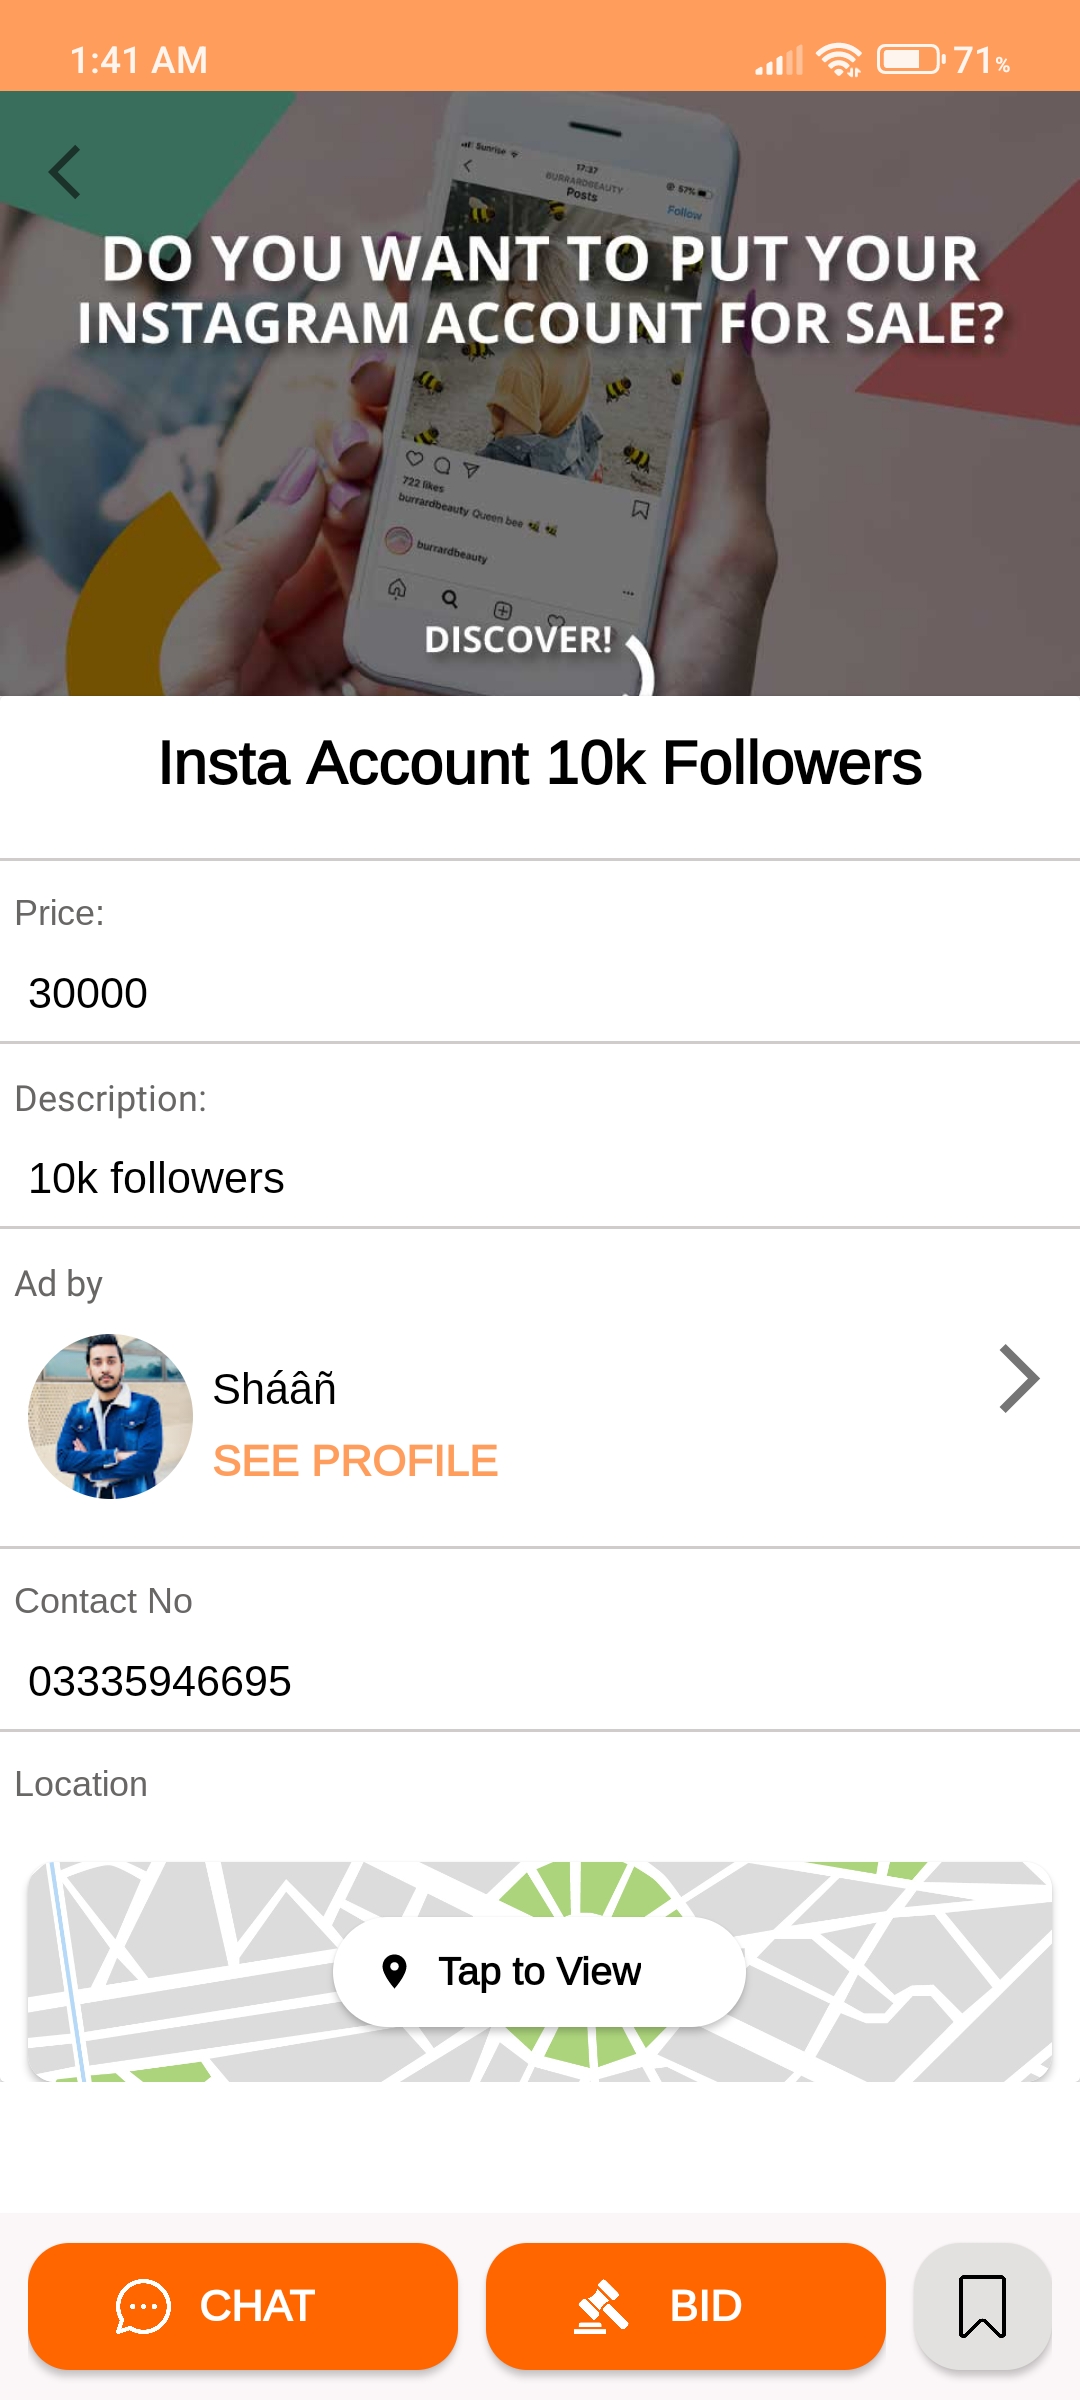 1:41 AM
71%
Sunrise
17:37
57%
BURRARDBEAUTY
Posts
Follow
DO YOU WANT TO PUT YOUR
INSTAGRAM ACCOUNT FOR SALE?
722 likes
burrardbeauty Queen bee
burrardbeauty
DISCOVER!
Insta Account 10k Followers
Price:
30000
Description:
10k followers
Ad by
Sháâñ
SEE PROFILE
Contact No
03335946695
Location
Tap to View
CHAT
BID